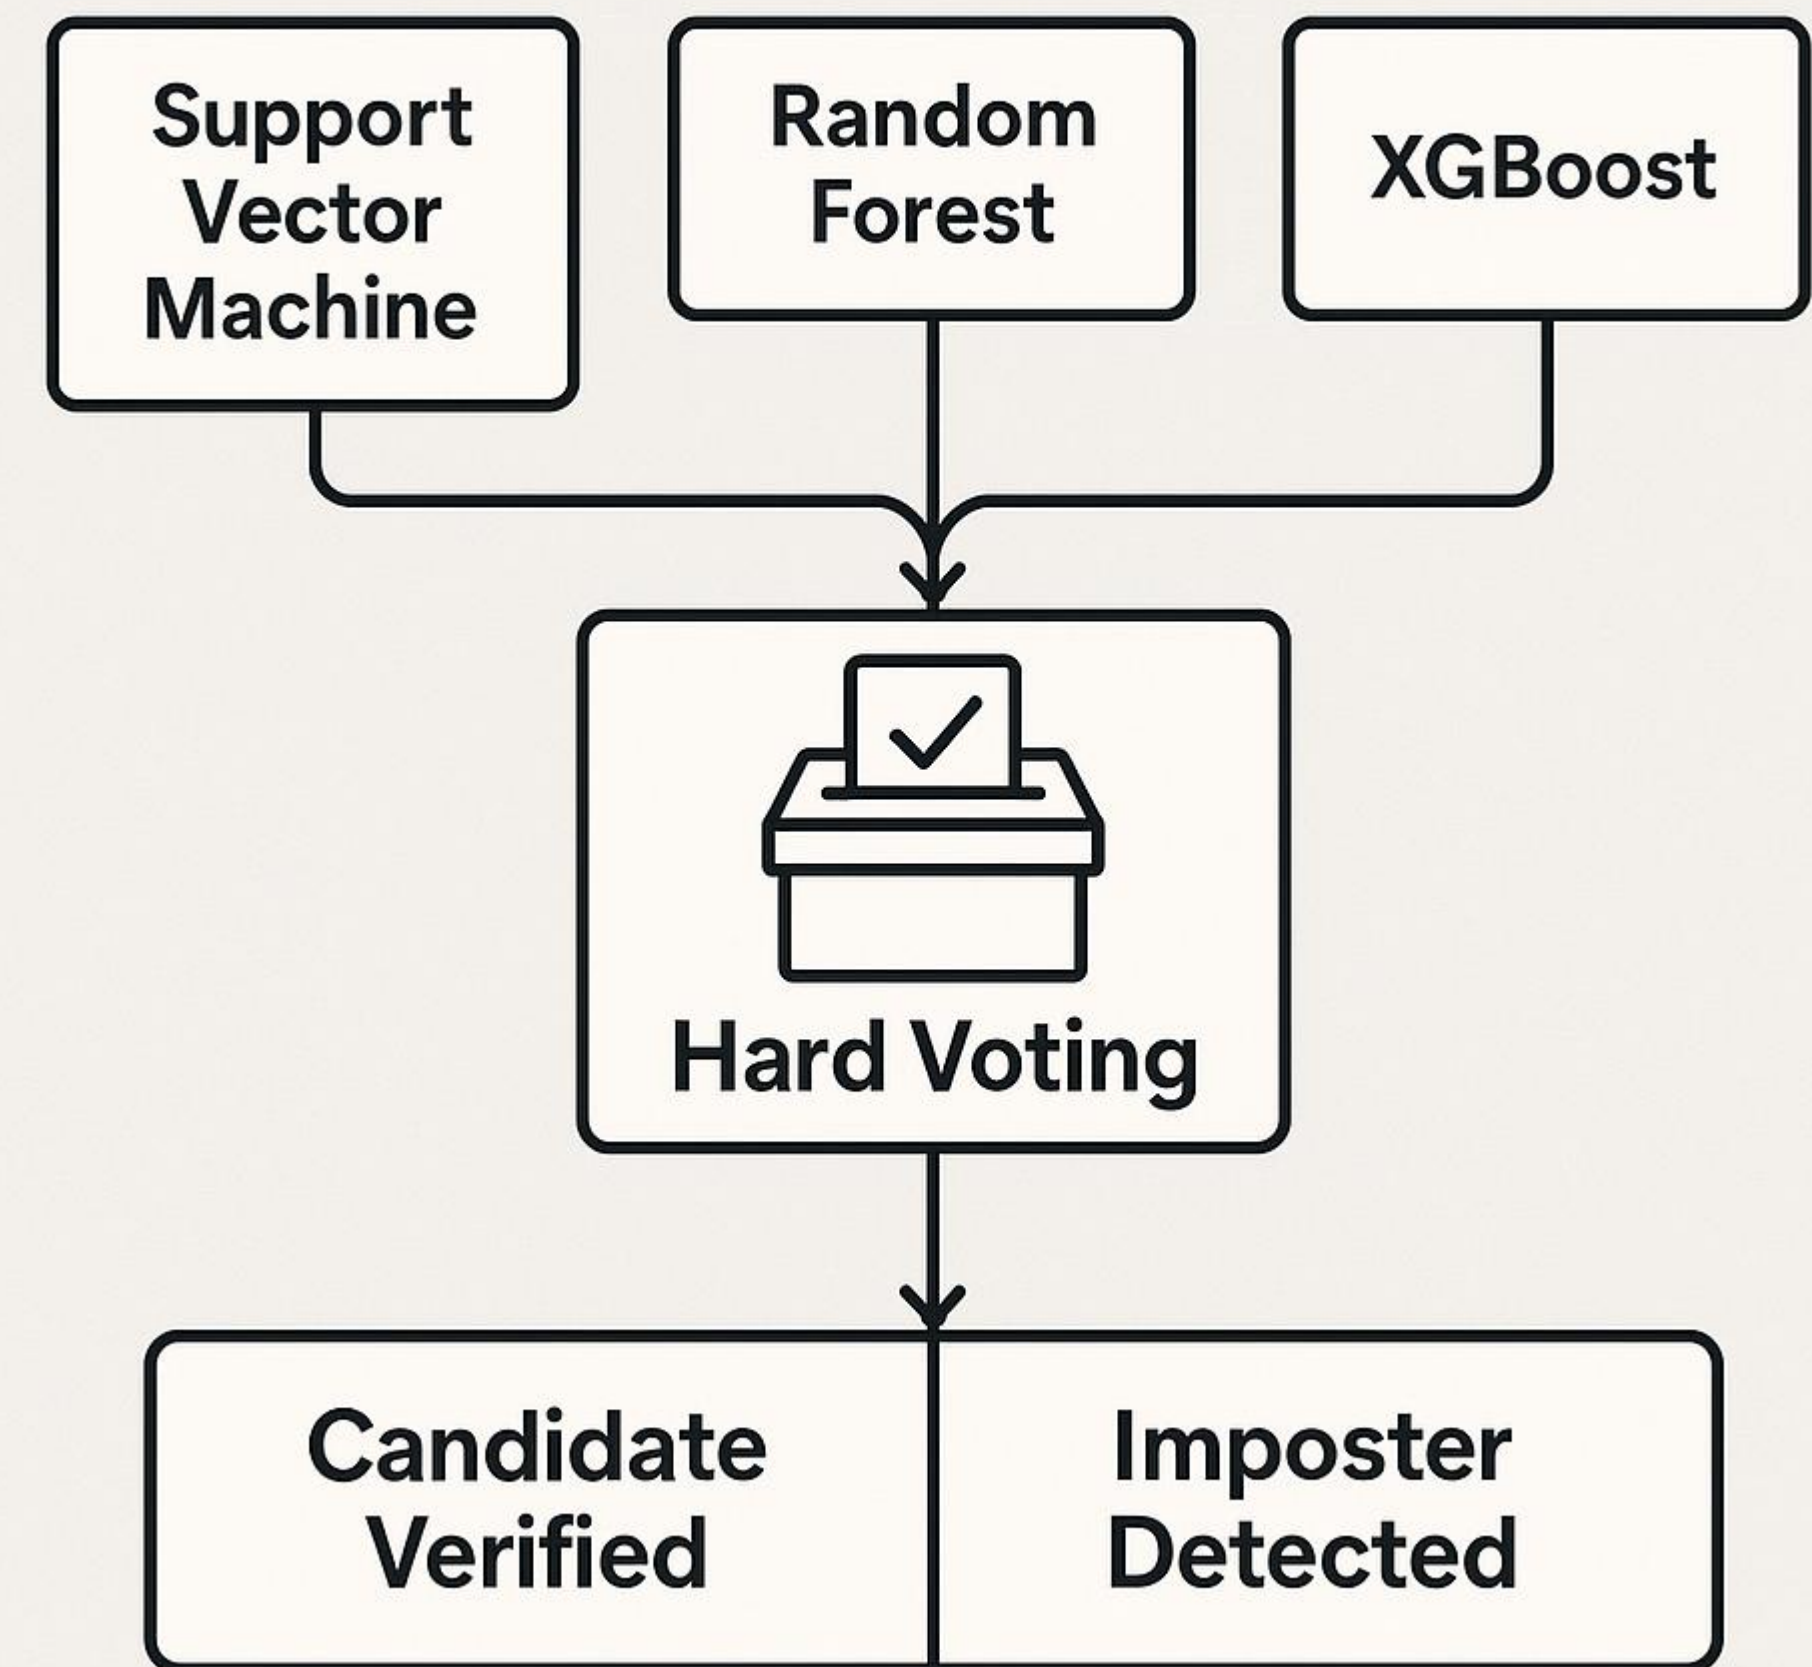 Support
Vector
Machine
Random
Forest
XGBoost
Hard Voting
Candidate
Verified
Imposter
Detected